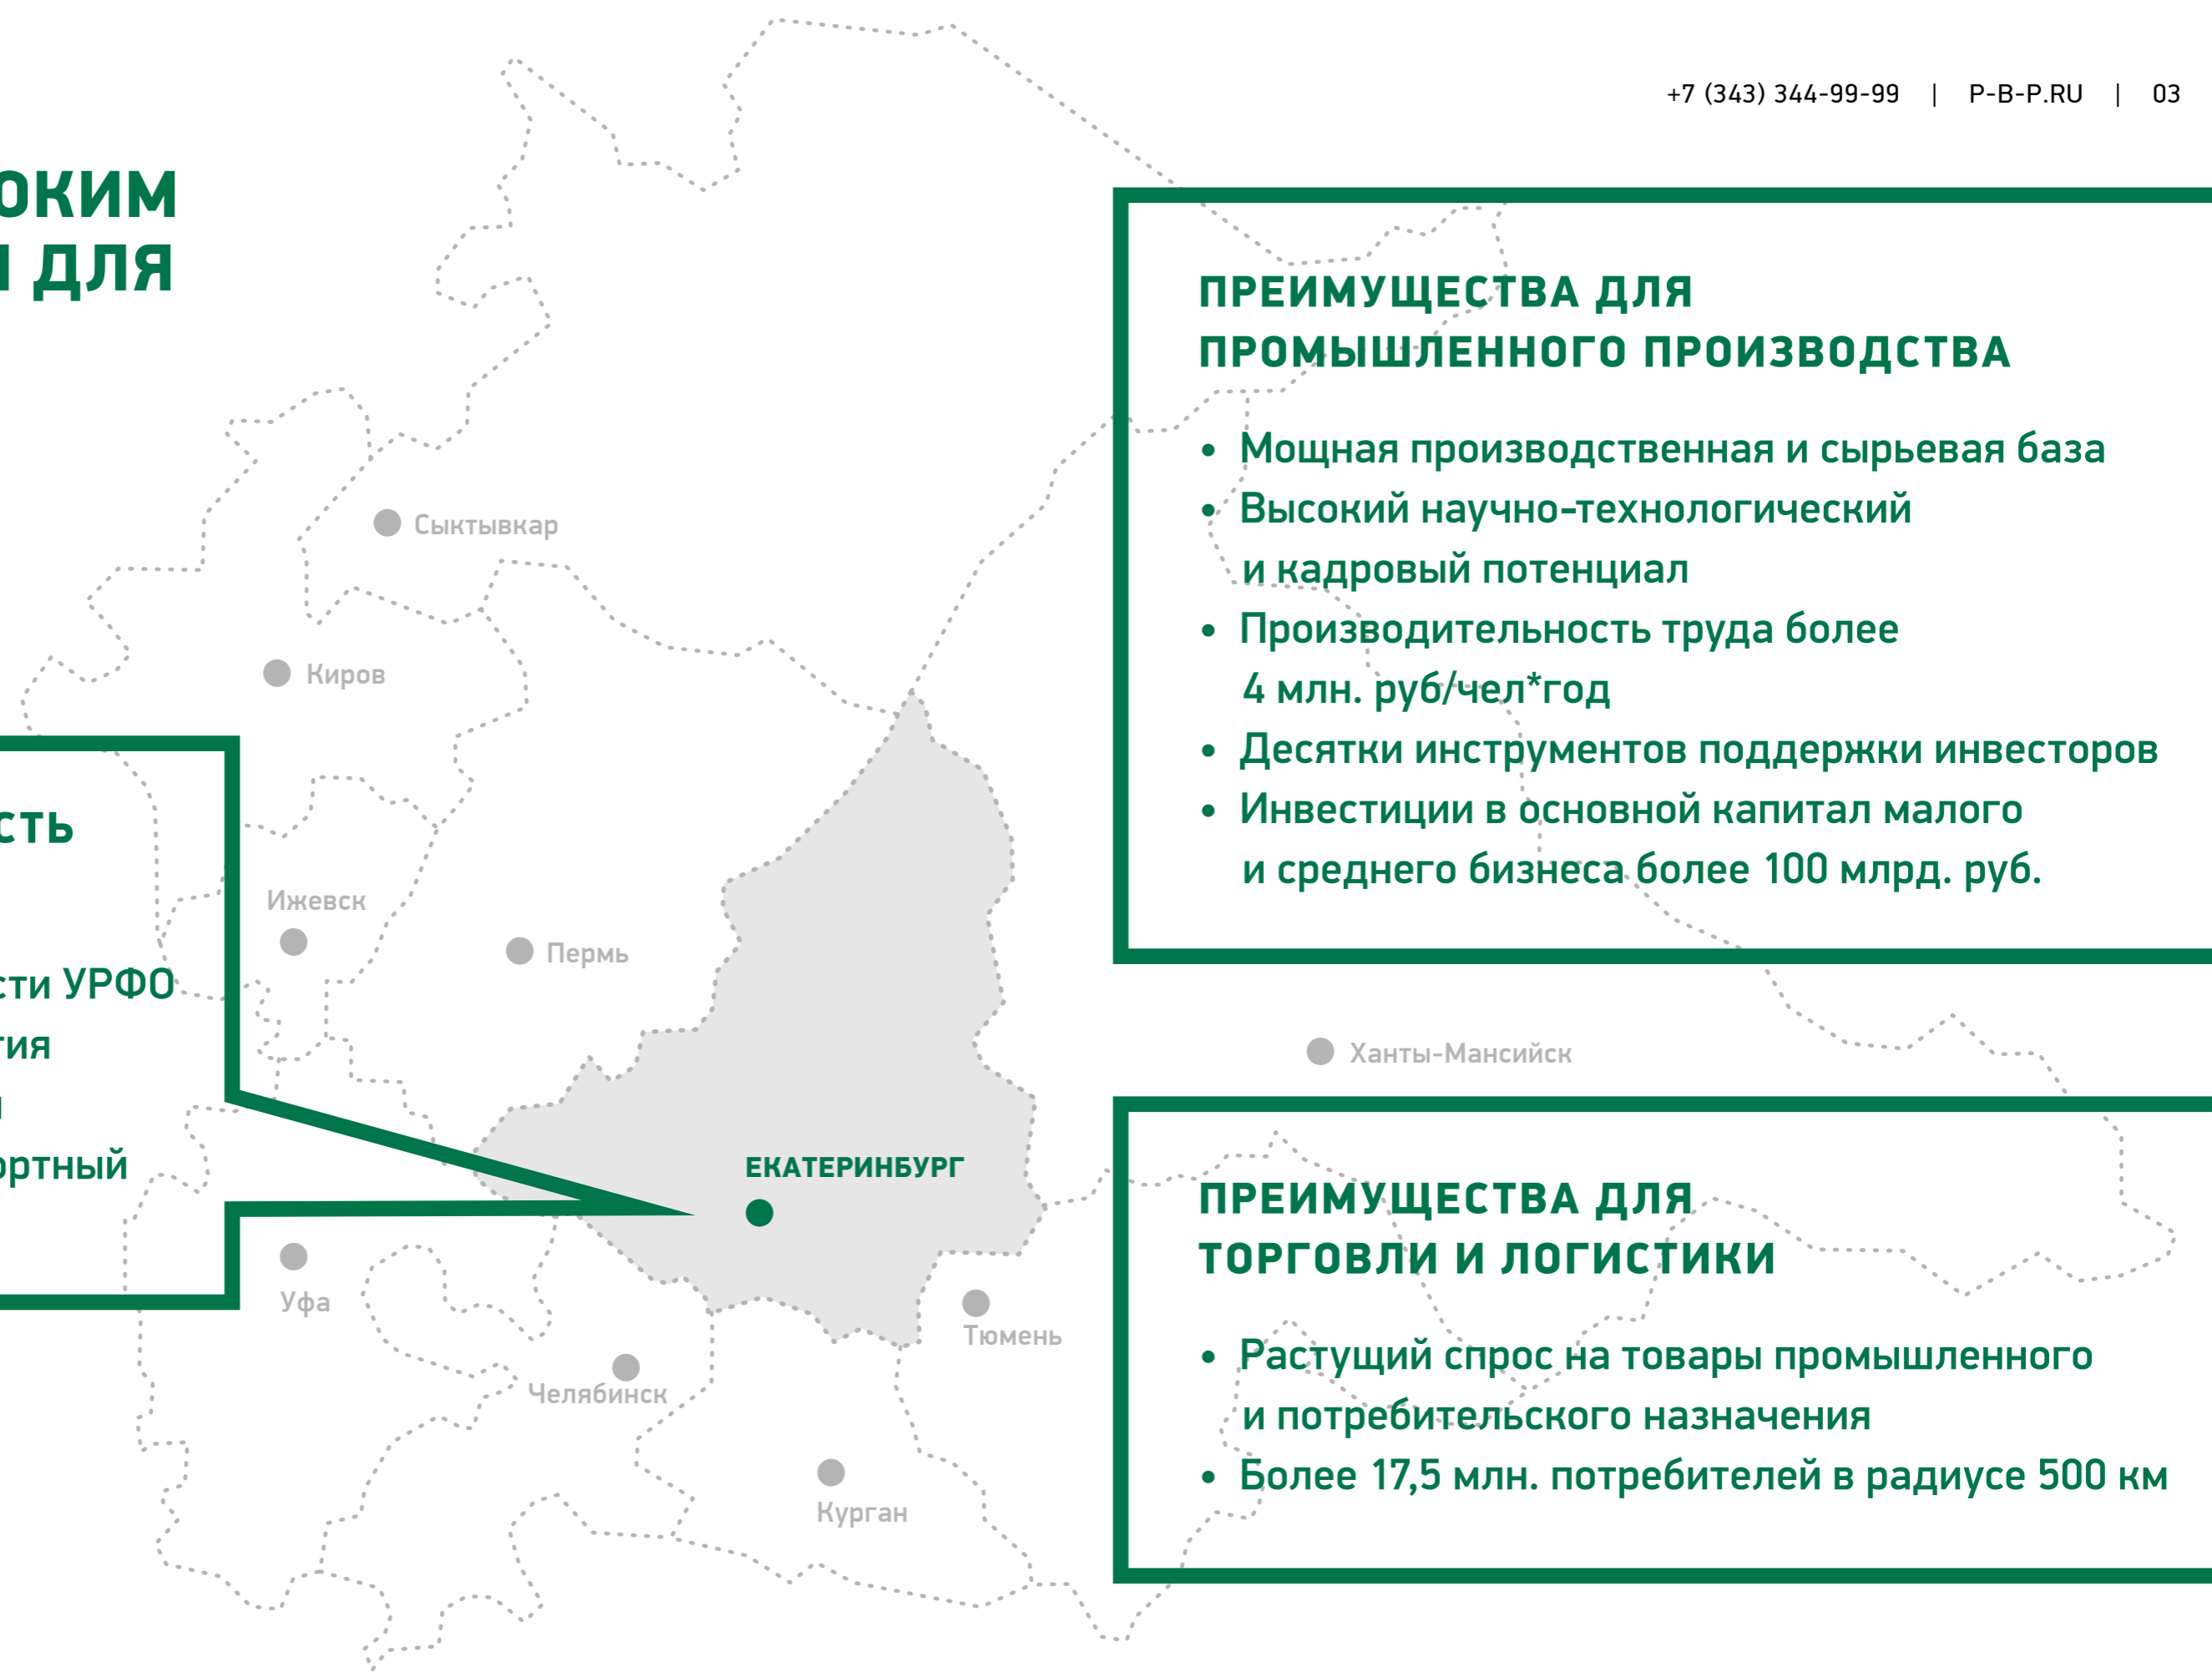 +7 (343) 344-99-99 | P-B-P.RU | 03
ОКИМ
ДЛЯ
ПРЕИМУЩЕСТВА ДЛЯ
ПРОМЫШЛЕННОГО ПРОИЗВОДСТВА
• Мощная производственная и сырьевая база
• Высокий научно-технологический
и кадровый потенциал
• Производительность труда более
4 млн. руб/чел*год
• Десятки инструментов поддержки инвесторов
• Инвестиции в основной капитал малого
и среднего бизнеса более 100 млрд. руб.
Сыктывкар
Киров
СТЬ
Ижевск
Пермь
сти УРФО
тия
ортный
Ханты-Мансийск
ЕКАТЕРИНБУРГ
Уфа
Тюмень
Челябинск
Курган
ПРЕИМУЩЕСТВА ДЛЯ
ТОРГОВЛИ И ЛОГИСТИКИ
• Растущий спрос на товары промышленного
и потребительского назначения
• Более 17,5 млн. потребителей в радиусе 500 км